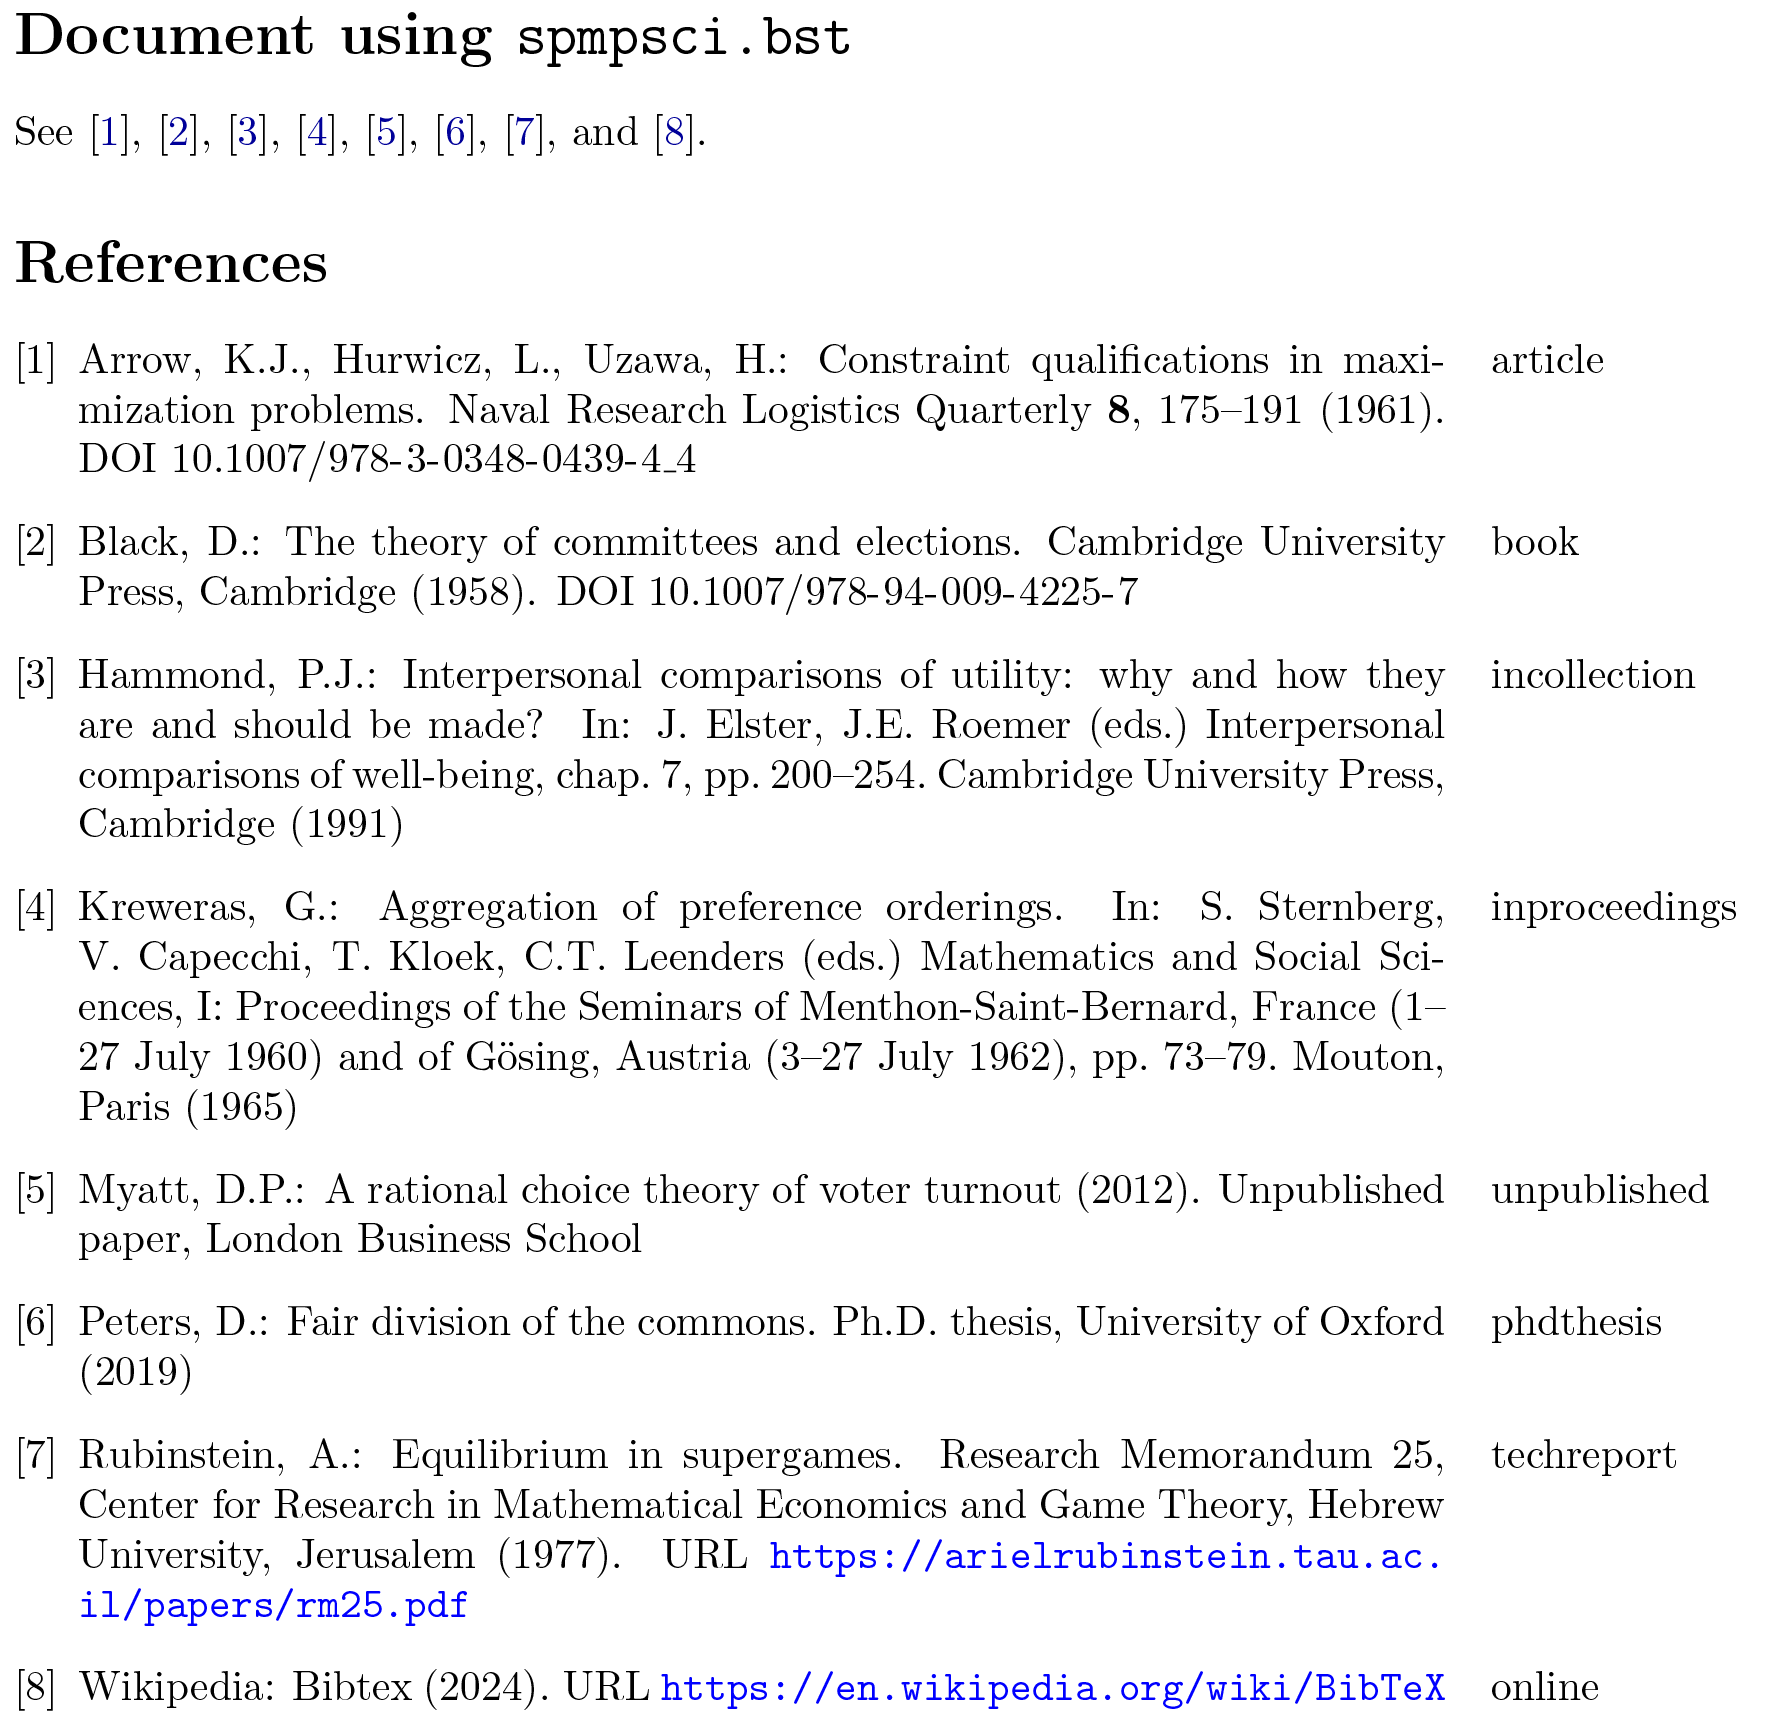 Document using spmpsci.bst
See [1], [2], [3], [4], [5], [6], [7], and [8].
References
[1] Arrow, K.J., Hurwicz, L., Uzawa, H.: Constraint qualifications in maxi- article
mization problems. Naval Research Logistics Quarterly 8, 175–191 (1961).
DOI 10.1007/978-3-0348-0439-4_4
[2] Black, D.: The theory of committees and elections. Cambridge University book
Press, Cambridge (1958). DOI 10.1007/978-94-009-4225-7
[3] Hammond, P.J.: Interpersonal comparisons of utility: why and how they incollection
are and should be made? In: J. Elster, J.E. Roemer (eds.) Interpersonal
comparisons of well-being, chap. 7, pp. 200–254. Cambridge University Press,
Cambridge (1991)
[4] Kreweras, G.: Aggregation of preference orderings. In: S. Sternberg, inproceedings
V. Capecchi, T. Kloek, C.T. Leenders (eds.) Mathematics and Social Sci-
ences, I: Proceedings of the Seminars of Menthon-Saint-Bernard, France (1–
27 July 1960) and of Gösing, Austria (3–27 July 1962), pp. 73–79. Mouton,
Paris (1965)
[5] Myatt, D.P.: A rational choice theory of voter turnout (2012). Unpublished unpublished
paper, London Business School
[6] Peters, D.: Fair division of the commons. Ph.D. thesis, University of Oxford phdthesis
(2019)
[7] Rubinstein, A.: Equilibrium in supergames. Research Memorandum 25, techreport
Center for Research in Mathematical Economics and Game Theory, Hebrew
University, Jerusalem (1977). URL https://arielrubinstein.tau.ac.
il/papers/rm25.pdf
[8] Wikipedia: Bibtex (2024). URL https://en.wikipedia.org/wiki/BibTeX online